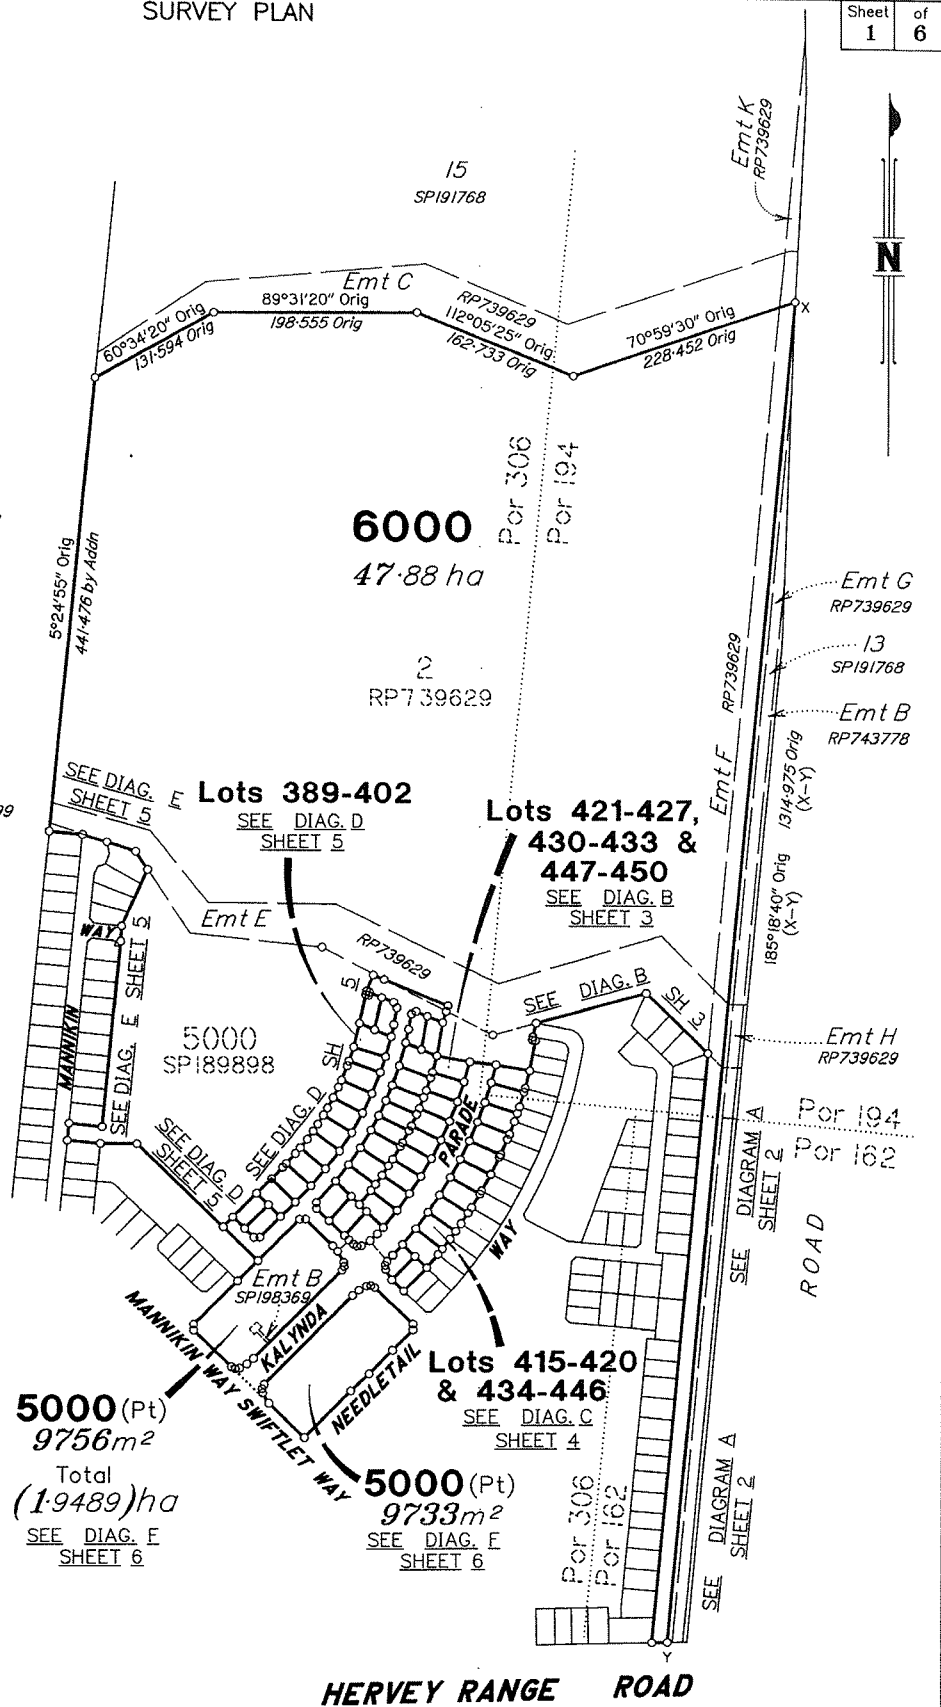 SURVEY PLAN
Sheet of
1 6
N
Emt K
RP739629
15
SP191768
Emt C
RP739629
60°34'20" Orig
131·594 Orig
89°31'20" Orig
198·555 Orig
112°05'25" Orig
162·733 Orig
70°59'30" Orig
228·452 Orig
X
Por 306
Por 194
6000
47·88 ha
5°24'55" Orig
441·476 by Addn
Emt G
RP739629
13
SP191768
Emt B
RP743778
2
RP739629
RP739629
Emt F
1314·975 Orig
(X-Y)
185°18'40" Orig
(X-Y)
SEE DIAG. E
SHEET 5
Lots 389-402
SEE DIAG. D
SHEET 5
Lots 421-427,
430-433 &
447-450
SEE DIAG. B
SHEET 3
Emt E
RP739629
WAY
MANNIKIN
SEE DIAG. E SHEET 5
5000
SP189898
SEE DIAG. D
SH 5
SEE DIAG. B
SH 3
Emt H
RP739629
PARADE
Por 194
Por 162
SEE DIAG. D
SHEET 5
SEE DIAGRAM A
SHEET 2
ROAD
WAY
Emt B
SP198369
KALYNDA
MANNIKIN WAY
SWIFTLET WAY
NEEDLETAIL
Lots 415-420
& 434-446
SEE DIAG. C
SHEET 4
5000 (Pt)
9756m²
Total
(1·9489)ha
SEE DIAG. F
SHEET 6
5000 (Pt)
9733m²
SEE DIAG. F
SHEET 6
Por 306
Por 162
SEE DIAGRAM A
SHEET 2
Y
HERVEY RANGE ROAD